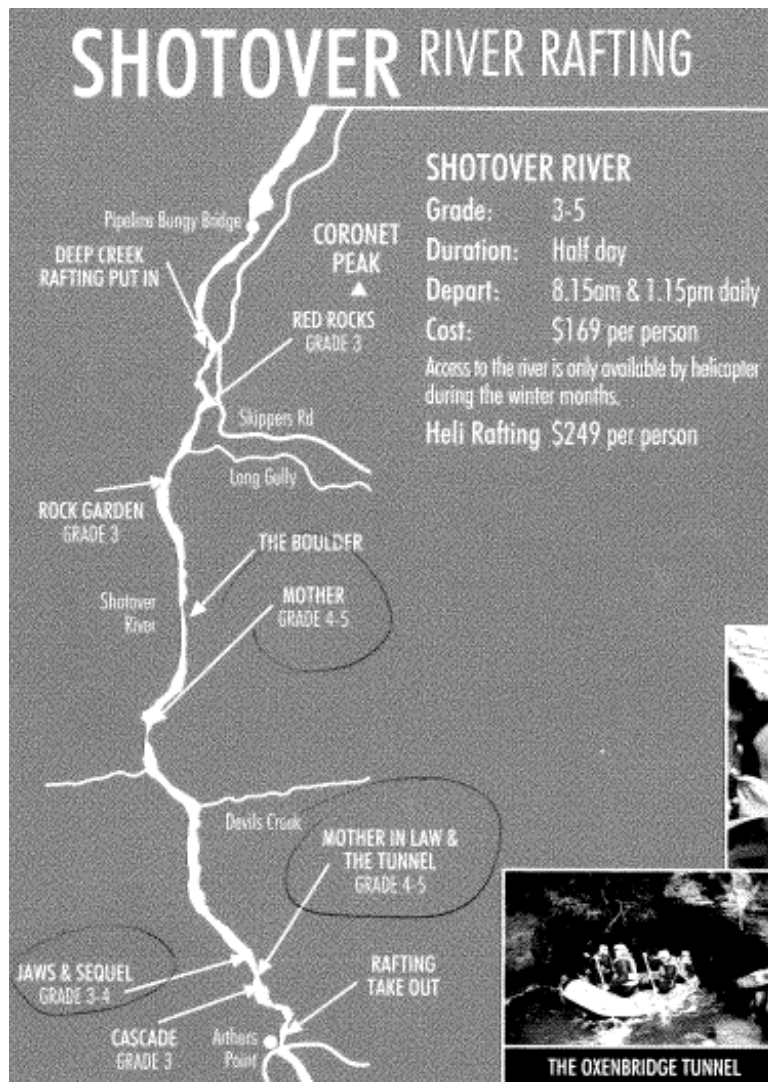 SHOTOVER RIVER RAFTING
SHOTOVER RIVER
Grade: 3-5
Duration: Half day
Depart: 8.15am & 1.15pm daily
Cost: $169 per person
Access to the river is only available by helicopter
during the winter months.
Heli Rafting $249 per person
Pipeline Bungy Bridge
CORONET
PEAK
DEEP CREEK
RAFTING PUT IN
RED ROCKS
GRADE 3
Skippers Rd
Long Gully
ROCK GARDEN
GRADE 3
THE BOULDER
Shotover
River
MOTHER
GRADE 4-5
Devils Creek
MOTHER IN LAW &
THE TUNNEL
GRADE 4-5
JAWS & SEQUEL
GRADE 3-4
RAFTING
TAKE OUT
CASCADE
GRADE 3
Arthurs
Point
THE OXENBRIDGE TUNNEL